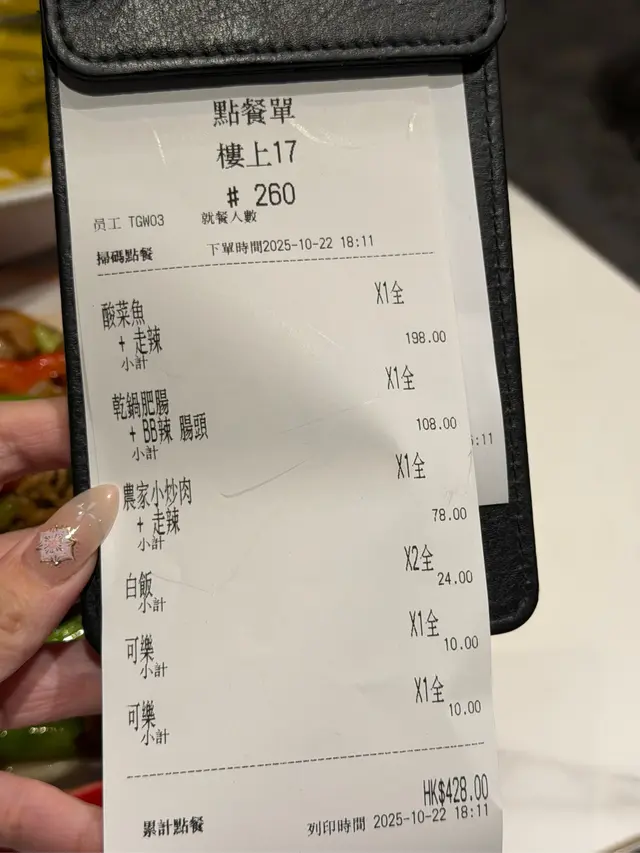 點餐單
樓上17
# 260
员工 TGW03 就餐人數
掃碼點餐 下單時間2025-10-22 18:11
酸菜魚 X1全
+ 走辣
小計 198.00
乾鍋肥腸 X1全
+ BB辣 腸頭
小計 108.00
農家小炒肉 X1全
+ 走辣
小計 78.00
白飯 X2全
小計 24.00
可樂 X1全
小計 10.00
可樂 X1全
小計 10.00
HK$428.00
累計點餐 列印時間 2025-10-22 18:11
:11